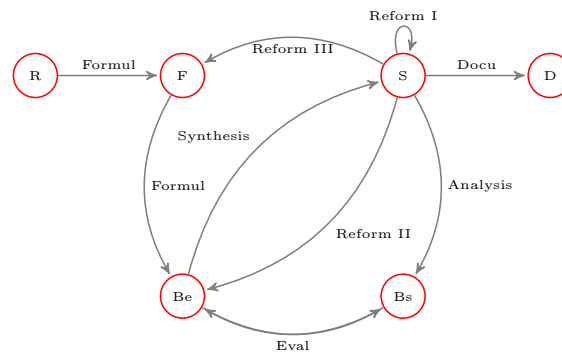 Reform I
Reform III
Formul
Docu
R
F
S
D
Synthesis
Formul
Analysis
Reform II
Be
Bs
Eval